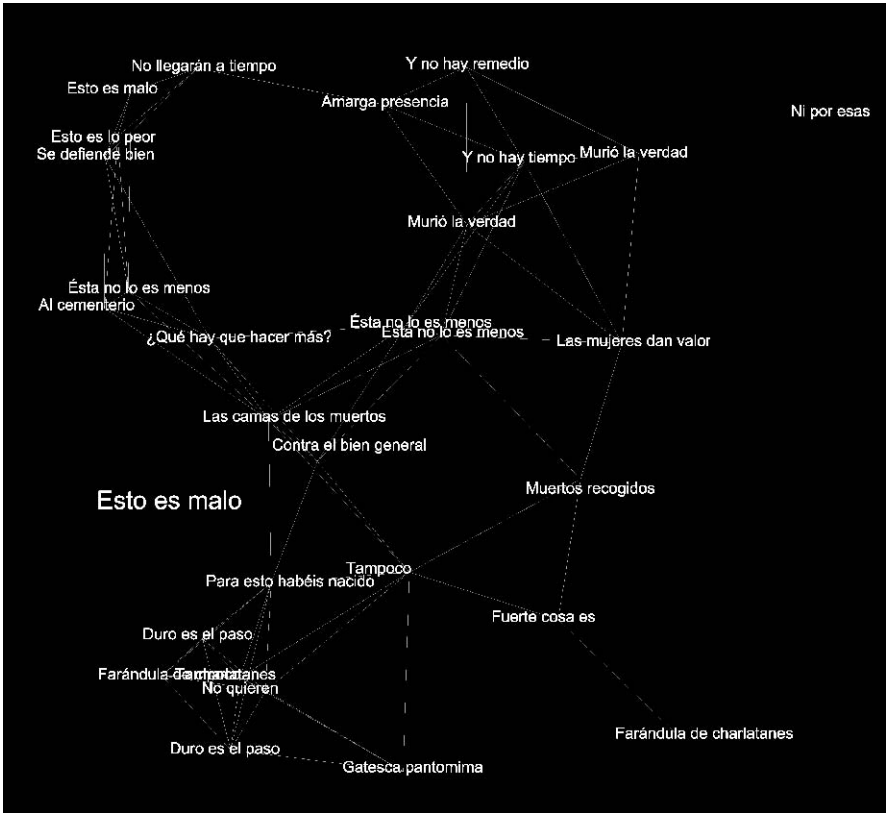 No llegarán a tiempo
Y no hay remedio
Esto es malo
Amarga presencia
Ni por esas
Esto es lo peor
Se defiende bien
Y no hay tiempo
Murió la verdad
Murió la verdad
Ésta no lo es menos
Al cementerio
Ésta no lo es menos
Ésta no lo es menos
¿Qué hay que hacer más?
Las mujeres dan valor
Las camas de los muertos
Contra el bien general
Esto es malo
Muertos recogidos
Tampoco
Para esto habéis nacido
Fuerte cosa es
Duro es el paso
Farándula de charlatanes
Tampoco
No quieren
Farándula de charlatanes
Duro es el paso
Gatesca pantomima